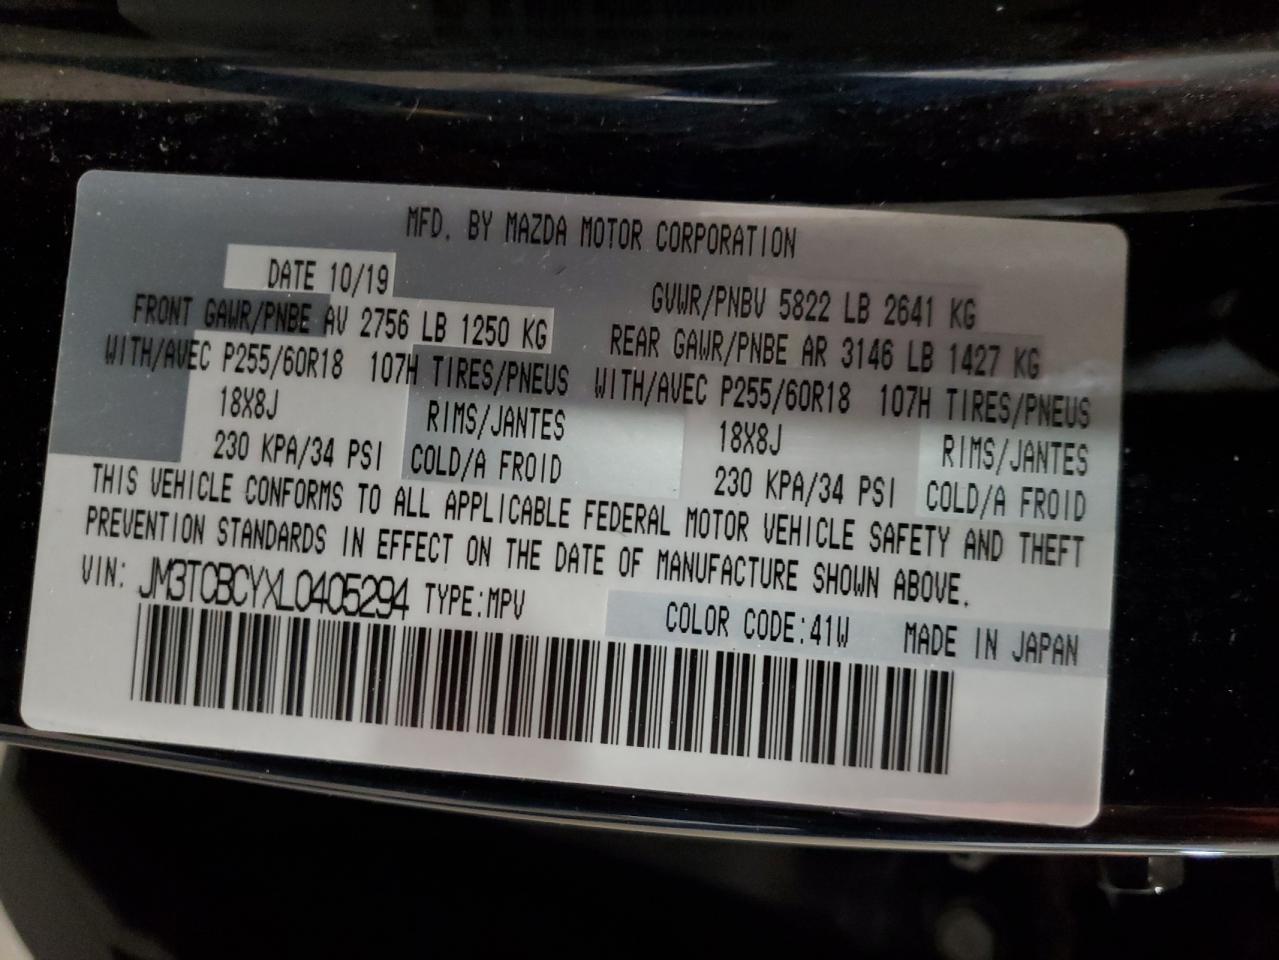 MFD. BY MAZDA MOTOR CORPORATION
DATE 10/19 GVWR/PNBV 5822 LB 2641 KG
FRONT GAWR/PNBE AV 2756 LB 1250 KG REAR GAWR/PNBE AR 3146 LB 1427 KG
WITH/AVEC P255/60R18 107H TIRES/PNEUS WITH/AVEC P255/60R18 107H TIRES/PNEUS
18X8J RIMS/JANTES 18X8J RIMS/JANTES
230 KPA/34 PSI COLD/A FROID 230 KPA/34 PSI COLD/A FROID
THIS VEHICLE CONFORMS TO ALL APPLICABLE FEDERAL MOTOR VEHICLE SAFETY AND THEFT
PREVENTION STANDARDS IN EFFECT ON THE DATE OF MANUFACTURE SHOWN ABOVE.
VIN: JM3TCBCYXL0405294 TYPE:MPV COLOR CODE:41W MADE IN JAPAN